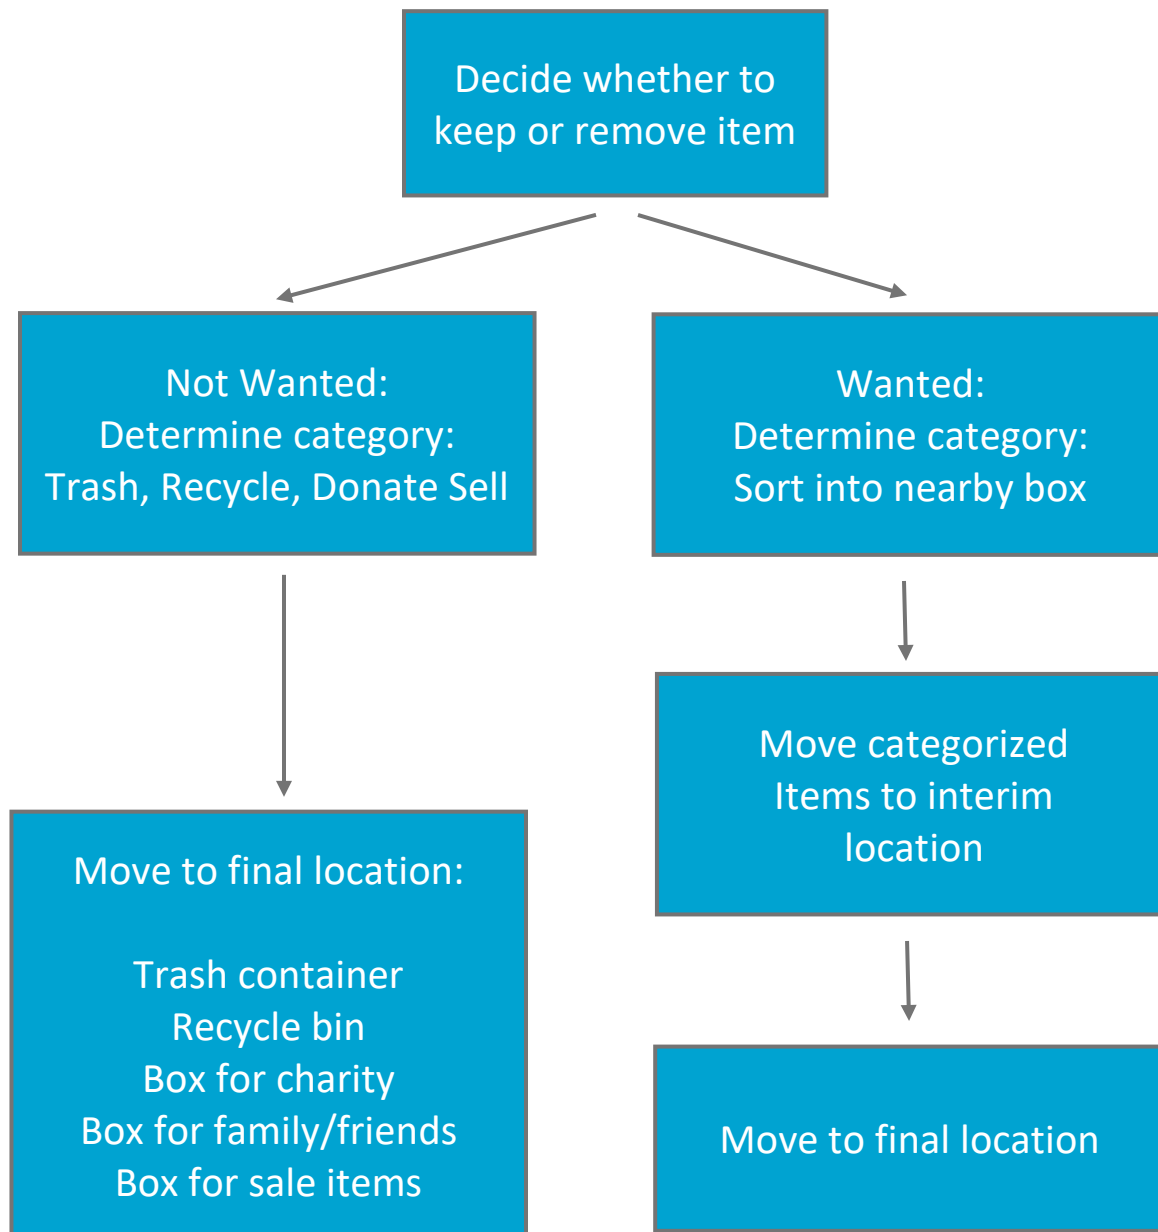 Decide whether to
keep or remove item
Not Wanted:
Determine category:
Trash, Recycle, Donate Sell
Wanted:
Determine category:
Sort into nearby box
Move categorized
Items to interim
location
Move to final location:
Trash container
Recycle bin
Box for charity
Box for family/friends
Box for sale items
Move to final location